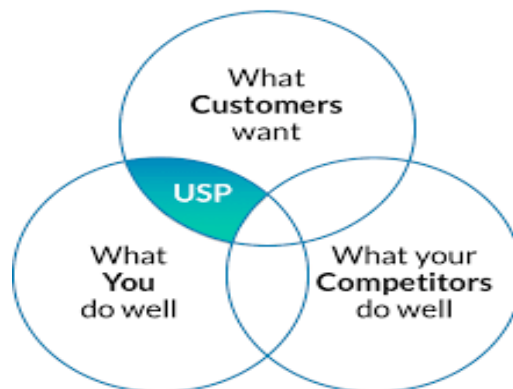 What
Customers
want
USP
What
You
do well
What your
Competitors
do well